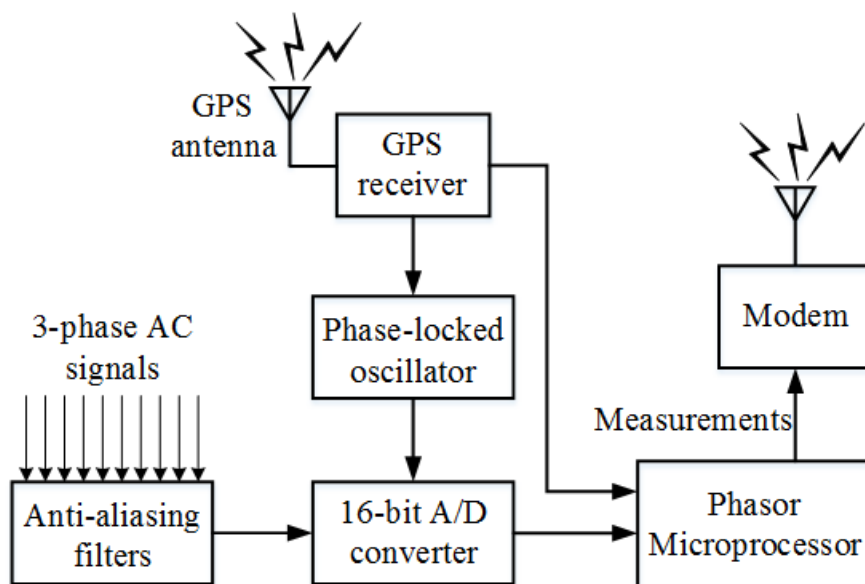 GPS
antenna
GPS
receiver
3-phase AC
signals
Phase-locked
oscillator
Modem
Measurements
Anti-aliasing
filters
16-bit A/D
converter
Phasor
Microprocessor